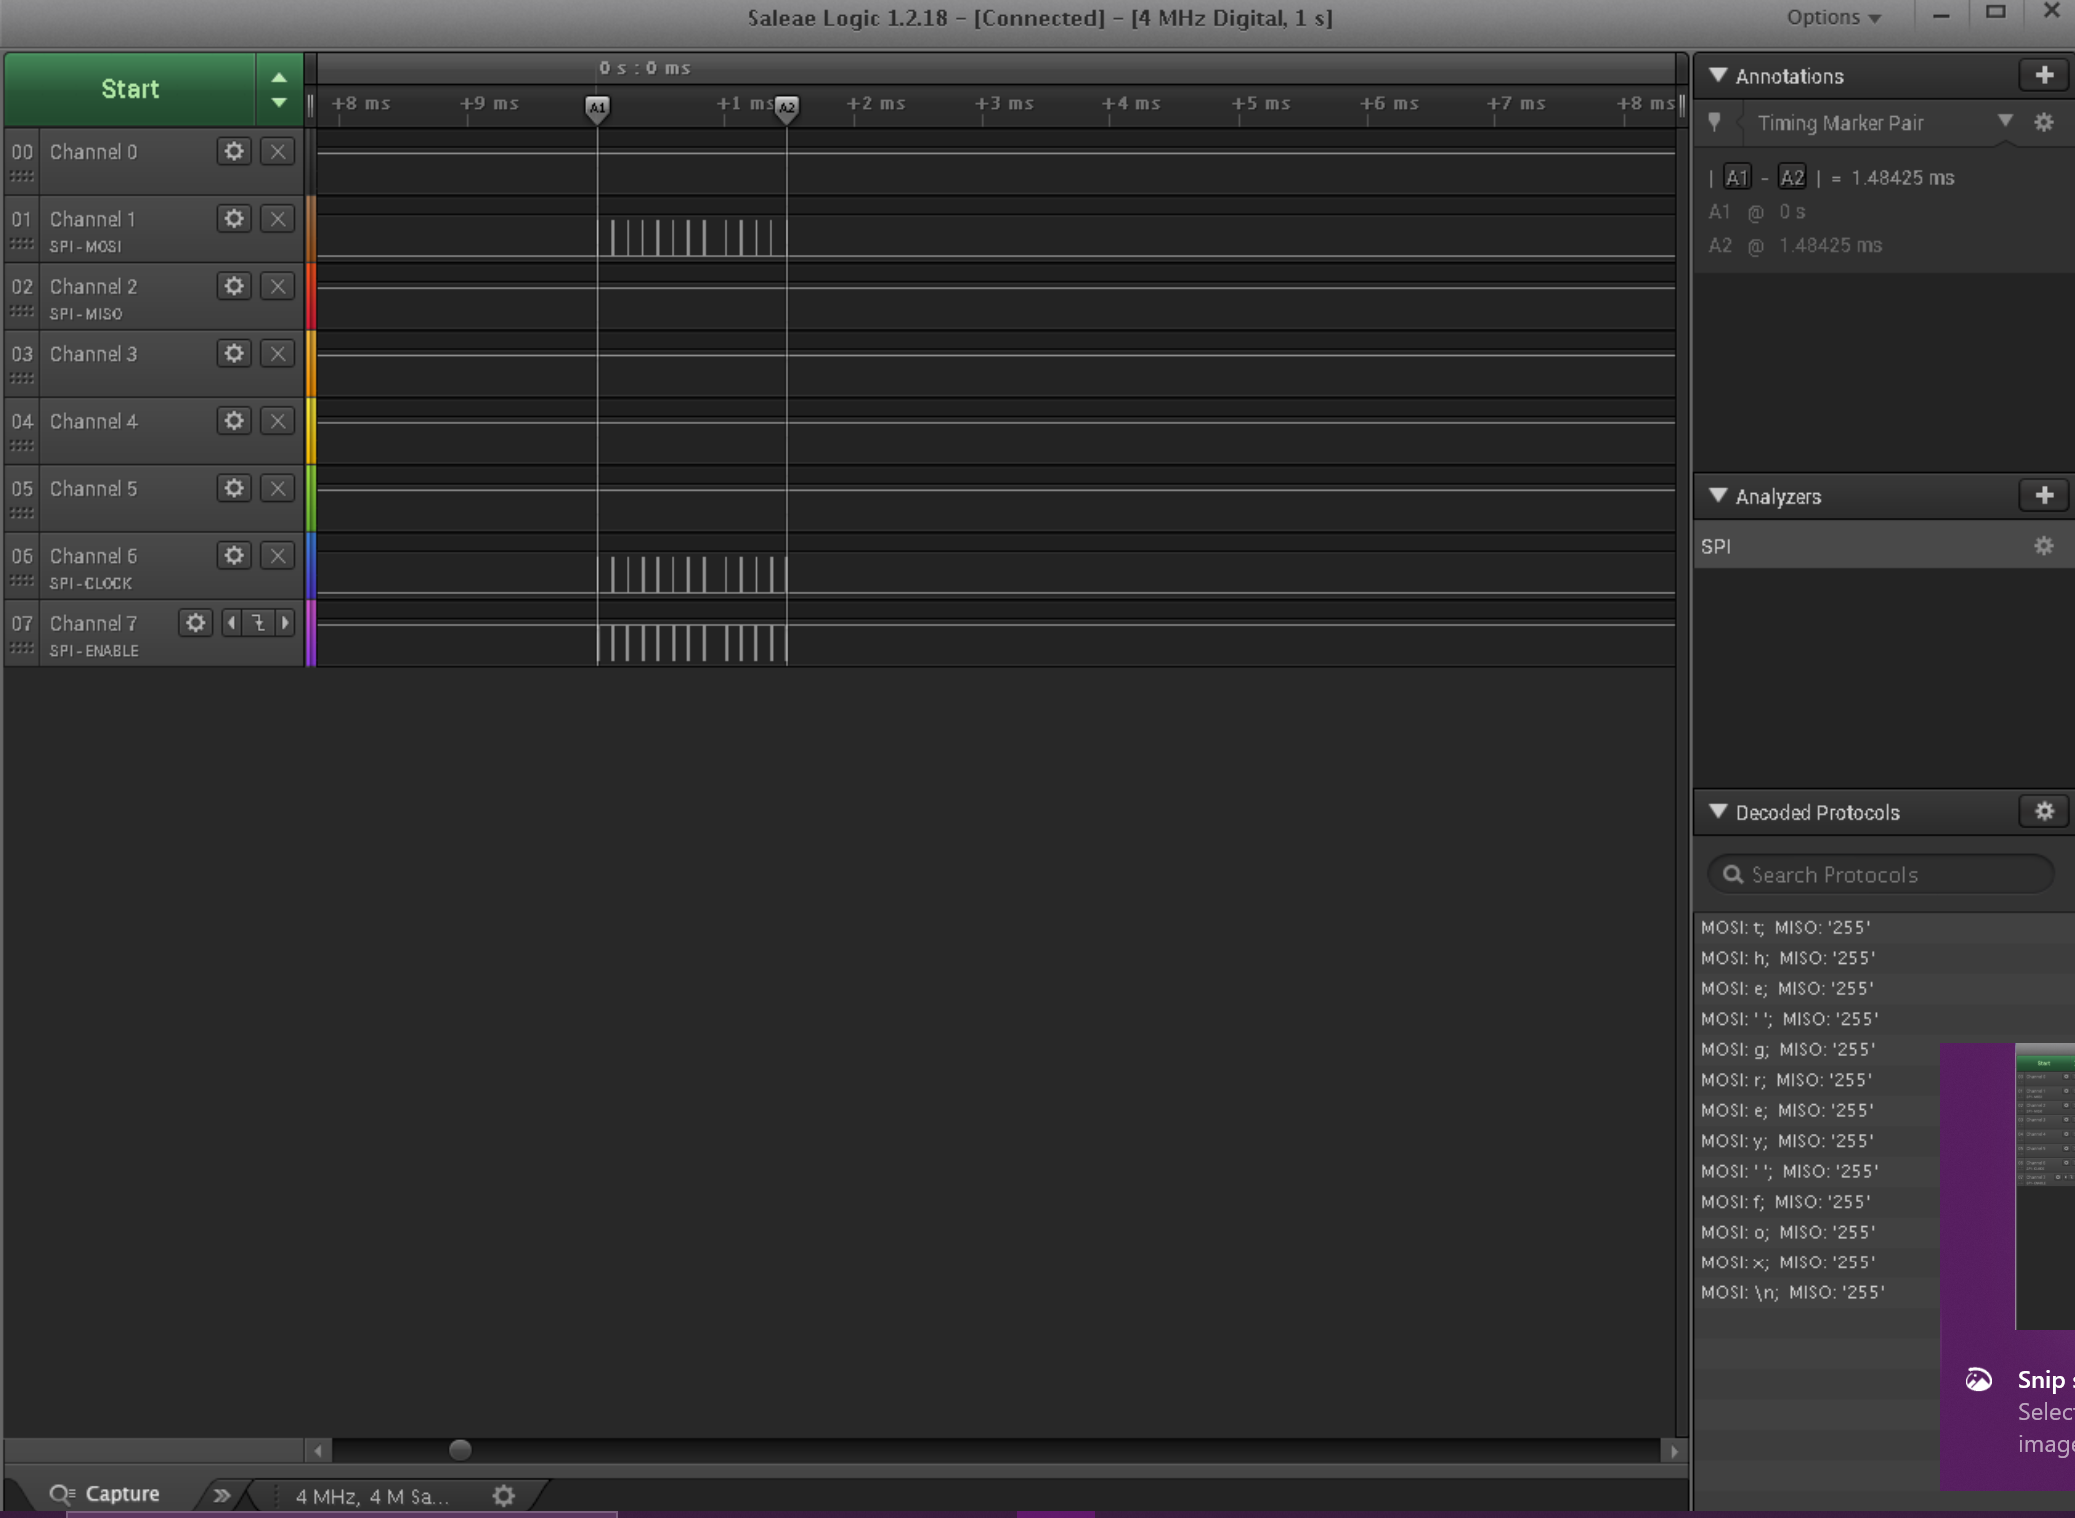 Saleae Logic 1.2.18 - [Connected] - [4 MHz Digital, 1 s]
Options
Start
0 s : 0 ms
+8 ms +9 ms A1 +1 ms A2 +2 ms +3 ms +4 ms +5 ms +6 ms +7 ms +8 ms
00 Channel 0
01 Channel 1
SPI - MOSI
02 Channel 2
SPI - MISO
03 Channel 3
04 Channel 4
05 Channel 5
06 Channel 6
SPI - CLOCK
07 Channel 7
SPI - ENABLE
Annotations
Timing Marker Pair
| A1 - A2 | = 1.48425 ms
A1 @ 0 s
A2 @ 1.48425 ms
Analyzers
SPI
Decoded Protocols
Search Protocols
MOSI: t; MISO: '255'
MOSI: h; MISO: '255'
MOSI: e; MISO: '255'
MOSI: ' '; MISO: '255'
MOSI: g; MISO: '255'
MOSI: r; MISO: '255'
MOSI: e; MISO: '255'
MOSI: y; MISO: '255'
MOSI: ' '; MISO: '255'
MOSI: f; MISO: '255'
MOSI: o; MISO: '255'
MOSI: x; MISO: '255'
MOSI: \n; MISO: '255'
Start
Snip s
Selec
image
Capture
4 MHz, 4 M Sa...